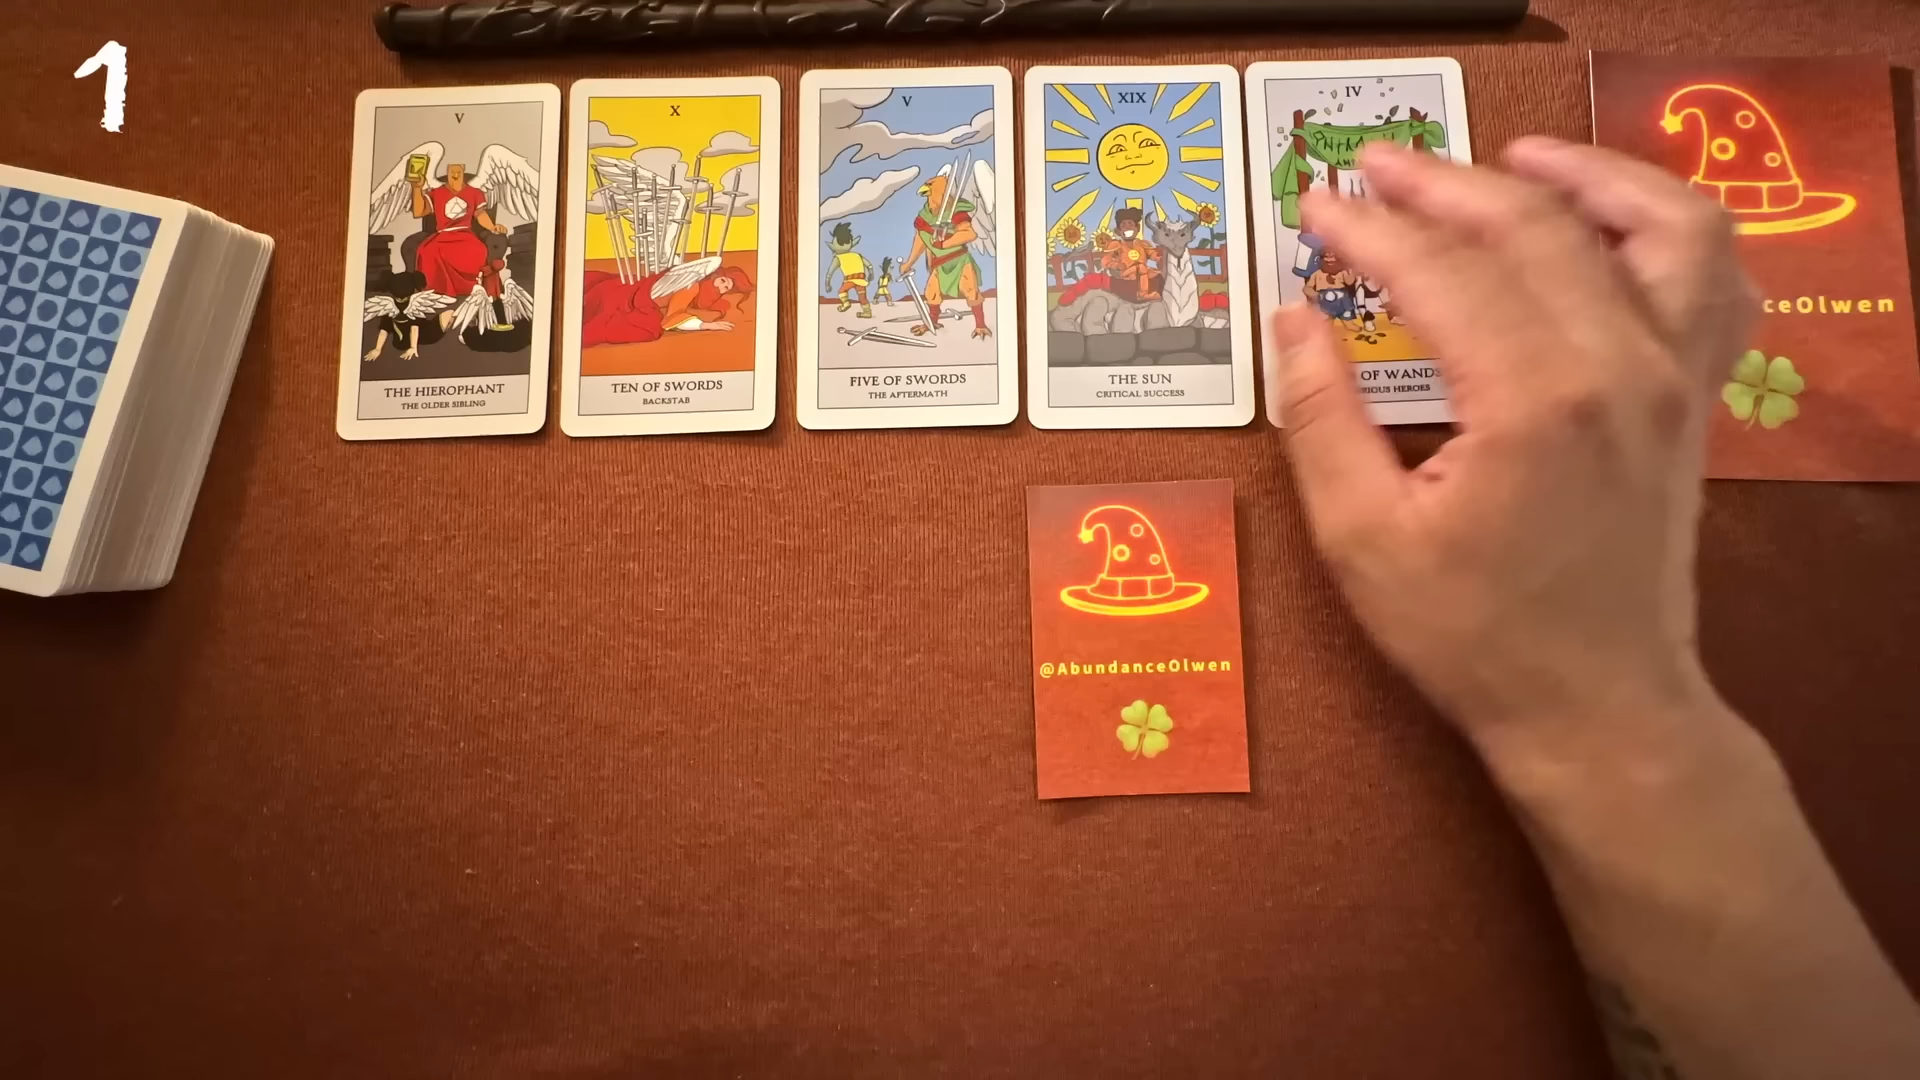 1
V
THE HIEROPHANT
THE OLDER SIBLING
X
TEN OF SWORDS
BACKSTAB
V
FIVE OF SWORDS
THE AFTERMATH
XIX
THE SUN
CRITICAL SUCCESS
IV
OF WANDS
HEROES
ceOlwen
@AbundanceOlwen